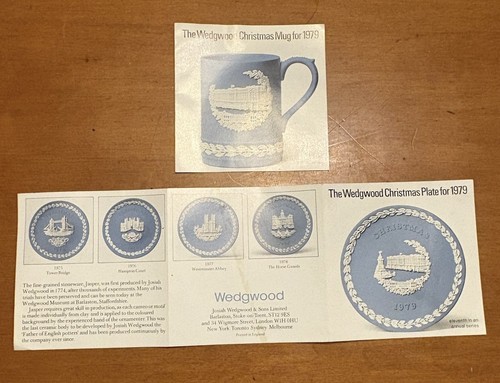 The Wedgwood Christmas Mug for 1979
The Wedgwood Christmas Plate for 1979
CHRISTMAS
1979
1975
Tower Bridge
1976
Hampton Court
1977
Westminster Abbey
1978
The Horse Guards
The fine grained stoneware, Jasper, was first produced by Josiah
Wedgwood in 1774, after thousands of experiments. Many of his
trials have been preserved and can be seen today at the
Wedgwood Museum at Barlaston, Staffordshire.
Jasper requires great skill in production, as each cameo motif
is made individually from clay and is applied to the coloured
background by the experienced hand of the ornamenter. This was
the last ceramic body to be developed by Josiah Wedgwood the
'Father of English potters' and has been produced continuously by
the company ever since.
Wedgwood
Josiah Wedgwood & Sons Limited
Barlaston, Stoke-on-Trent, ST12 9ES
and 34 Wigmore Street, London W1H 0HU
New York Toronto Sydney Melbourne
Printed in England
eleventh in an
annual series